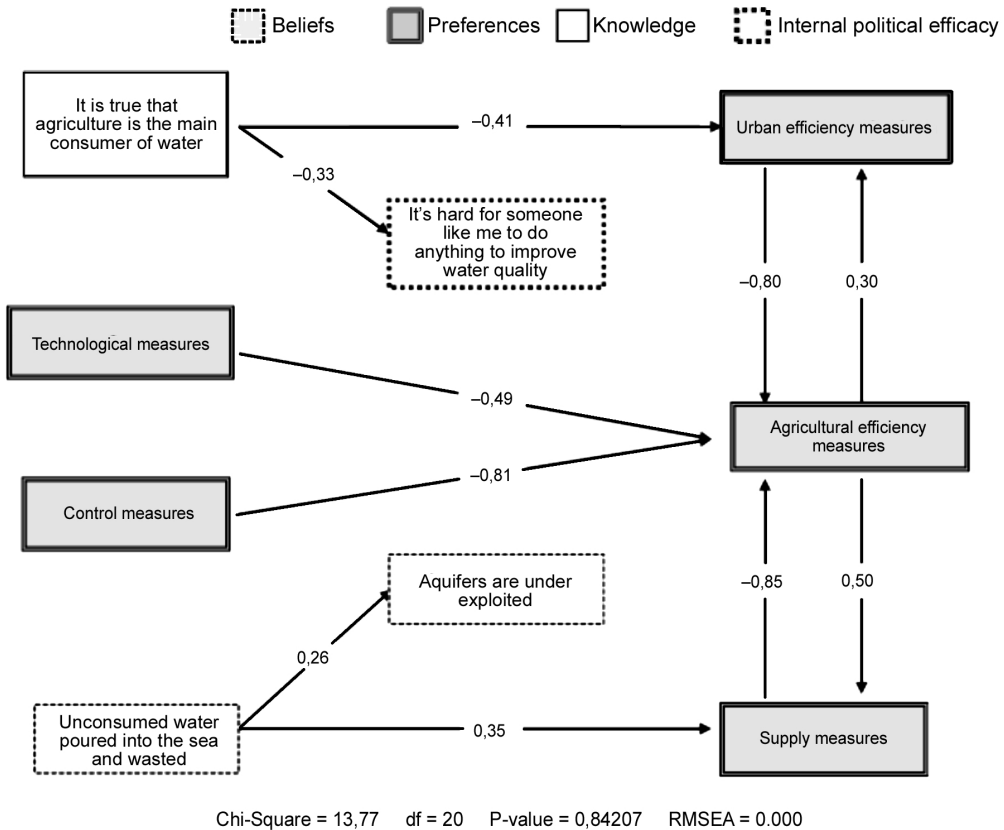 Beliefs
Preferences
Knowledge
Internal political efficacy
It is true that
agriculture is the main
consumer of water
–0,41
Urban efficiency measures
–0,33
It's hard for someone
like me to do
anything to improve
water quality
–0,80
0,30
Technological measures
–0,49
Agricultural efficiency
measures
–0,81
Control measures
Aquifers are under
exploited
–0,85
0,50
0,26
Unconsumed water
poured into the sea
and wasted
0,35
Supply measures
Chi-Square = 13,77 df = 20 P-value = 0,84207 RMSEA = 0.000